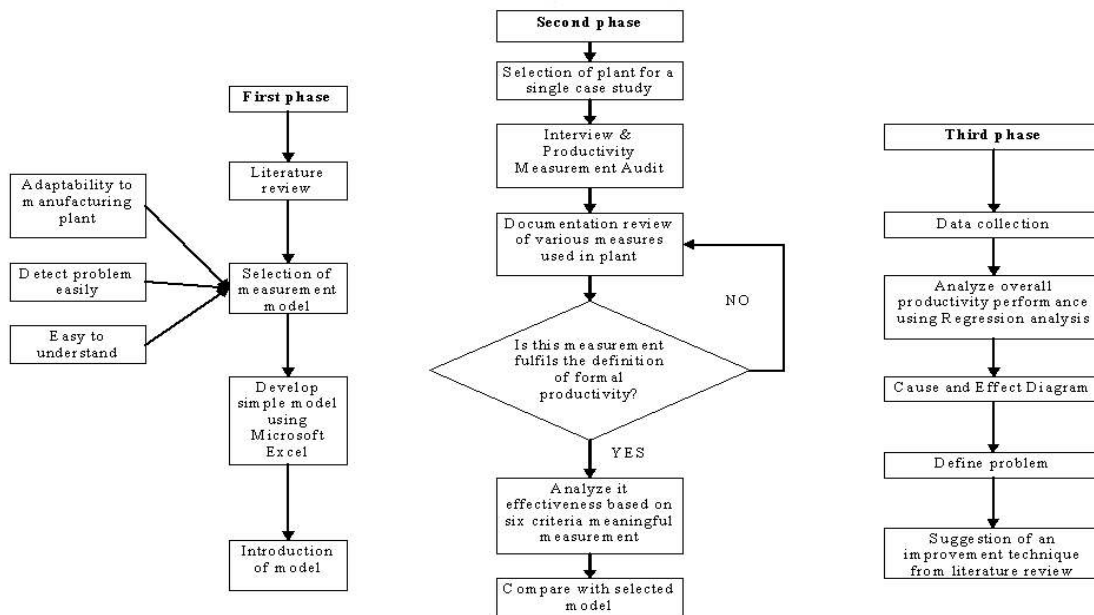 First phase
Literature
review
Adaptability to
manufacturing
plant
Detect problem
easily
Easy to
understand
Selection of
measurement
model
Develop
simple model
using
Microsoft
Excel
Introduction
of model
Second phase
Selection of plant for a
single case study
Interview &
Productivity
Measurement Audit
Documentation review
of various measures
used in plant
NO
Is this measurement
fulfils the definition
of formal
productivity?
YES
Analyze it
effectiveness based on
six criteria meaningful
measurement
Compare with selected
model
Third phase
Data collection
Analyze overall
productivity performance
using Regression analysis
Cause and Effect Diagram
Define problem
Suggestion of an
improvement technique
from literature review